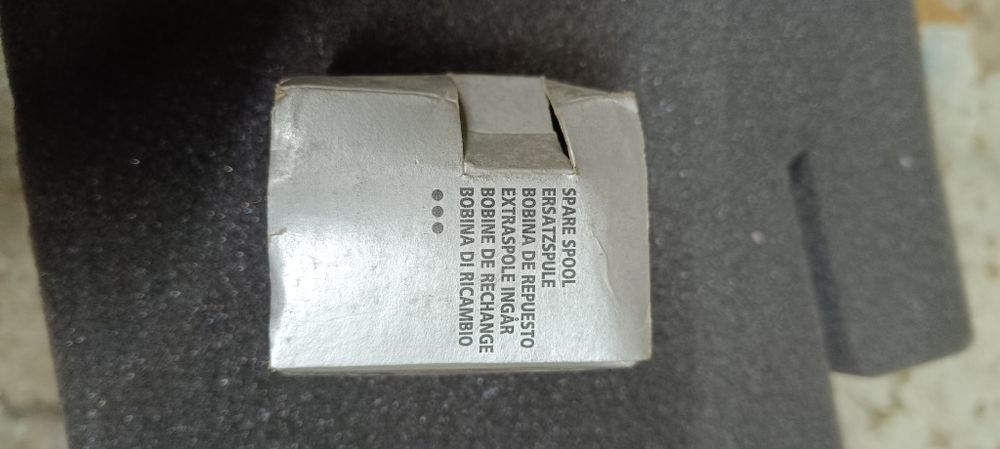 SPARE SPOOL
ERSATZSPULE
BOBINA DE REPUESTO
EXTRASPOLE INGÅR
BOBINE DE RECHANGE
BOBINA DI RICAMBIO